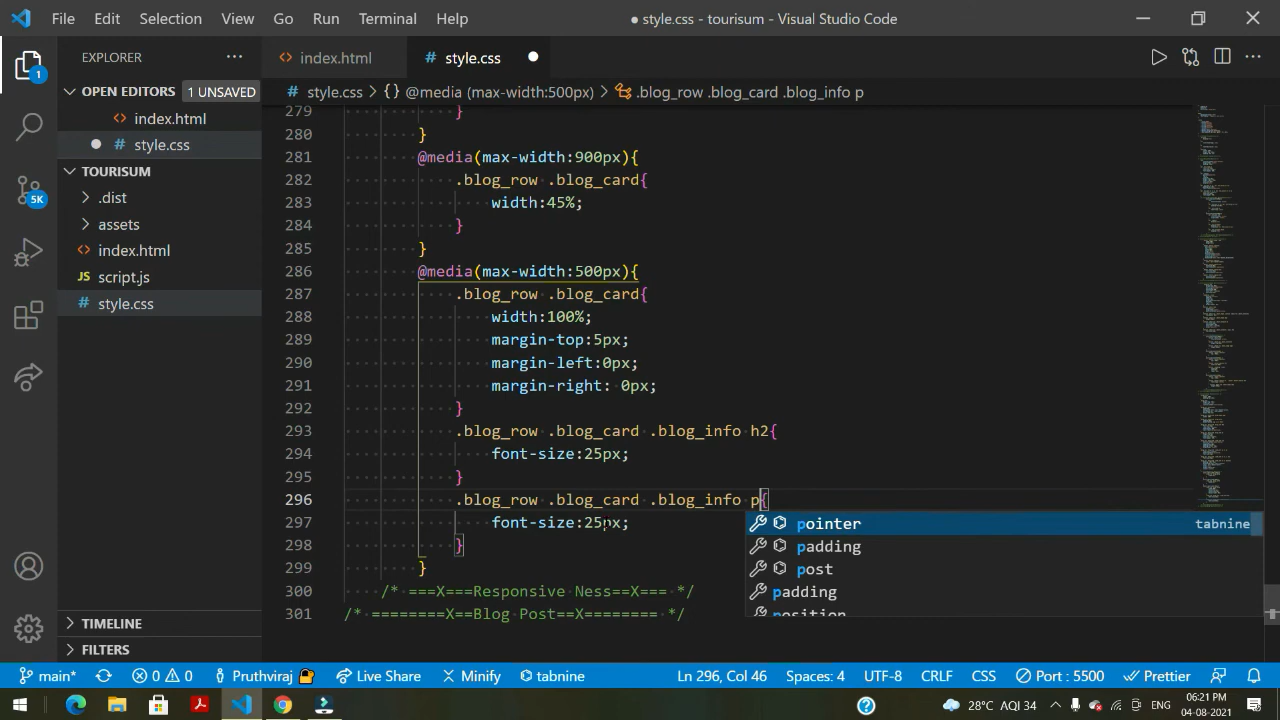 File Edit Selection View Go Run Terminal Help
● style.css - tourisum - Visual Studio Code
EXPLORER
index.html
style.css
OPEN EDITORS 1 UNSAVED
style.css > {} @media (max-width:500px) > .blog_row .blog_card .blog_info p
index.html
style.css
TOURISUM
.dist
assets
index.html
script.js
style.css
279 }
280 }
281 @media(max-width:900px){
282 .blog_row .blog_card{
283 width:45%;
284 }
285 }
286 @media(max-width:500px){
287 .blog_row .blog_card{
288 width:100%;
289 margin-top:5px;
290 margin-left:0px;
291 margin-right: 0px;
292 }
293 .blog_row .blog_card .blog_info h2{
294 font-size:25px;
295 }
296 .blog_row .blog_card .blog_info p{
297 font-size:25px;
298 }
299 }
300 /* ===X===Responsive Ness==X=== */
301 /* ========X==Blog Post==X======== */
pointer tabnine
padding
post
padding
position
1
5K
TIMELINE
FILTERS
main* 0 0 Pruthviraj Live Share Minify tabnine Ln 296, Col 46 Spaces: 4 UTF-8 CRLF CSS Port : 5500 Prettier
28°C AQI 34 ENG 06:21 PM
04-08-2021